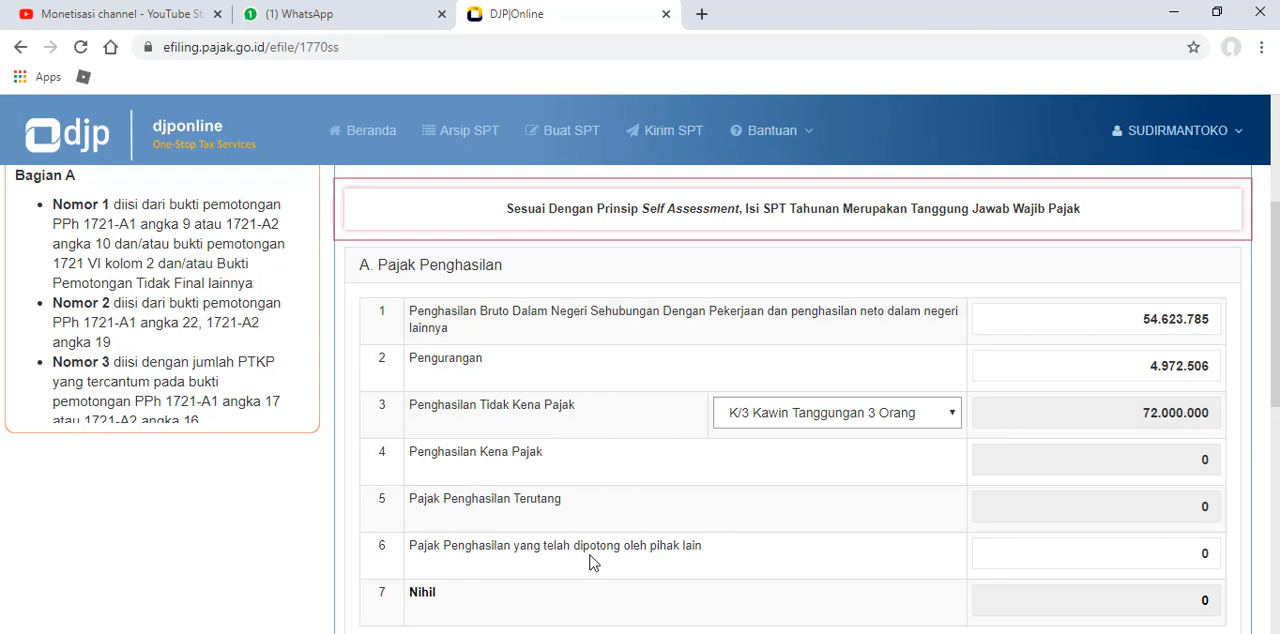 Monetisasi channel - YouTube St
(1) WhatsApp
DJP|Online
efiling.pajak.go.id/efile/1770ss
Apps
djp
djponline
One-Stop Tax Services
Beranda
Arsip SPT
Buat SPT
Kirim SPT
Bantuan
SUDIRMANTOKO
Bagian A
Nomor 1 diisi dari bukti pemotongan
PPh 1721-A1 angka 9 atau 1721-A2
angka 10 dan/atau bukti pemotongan
1721 VI kolom 2 dan/atau Bukti
Pemotongan Tidak Final lainnya
Nomor 2 diisi dari bukti pemotongan
PPh 1721-A1 angka 22, 1721-A2
angka 19
Nomor 3 diisi dengan jumlah PTKP
yang tercantum pada bukti
pemotongan PPh 1721-A1 angka 17
atau 1721-A2 angka 16
Sesuai Dengan Prinsip Self Assessment, Isi SPT Tahunan Merupakan Tanggung Jawab Wajib Pajak
A. Pajak Penghasilan
1 Penghasilan Bruto Dalam Negeri Sehubungan Dengan Pekerjaan dan penghasilan neto dalam negeri
lainnya
54.623.785
2 Pengurangan 4.972.506
3 Penghasilan Tidak Kena Pajak K/3 Kawin Tanggungan 3 Orang 72.000.000
4 Penghasilan Kena Pajak 0
5 Pajak Penghasilan Terutang 0
6 Pajak Penghasilan yang telah dipotong oleh pihak lain 0
7 Nihil 0